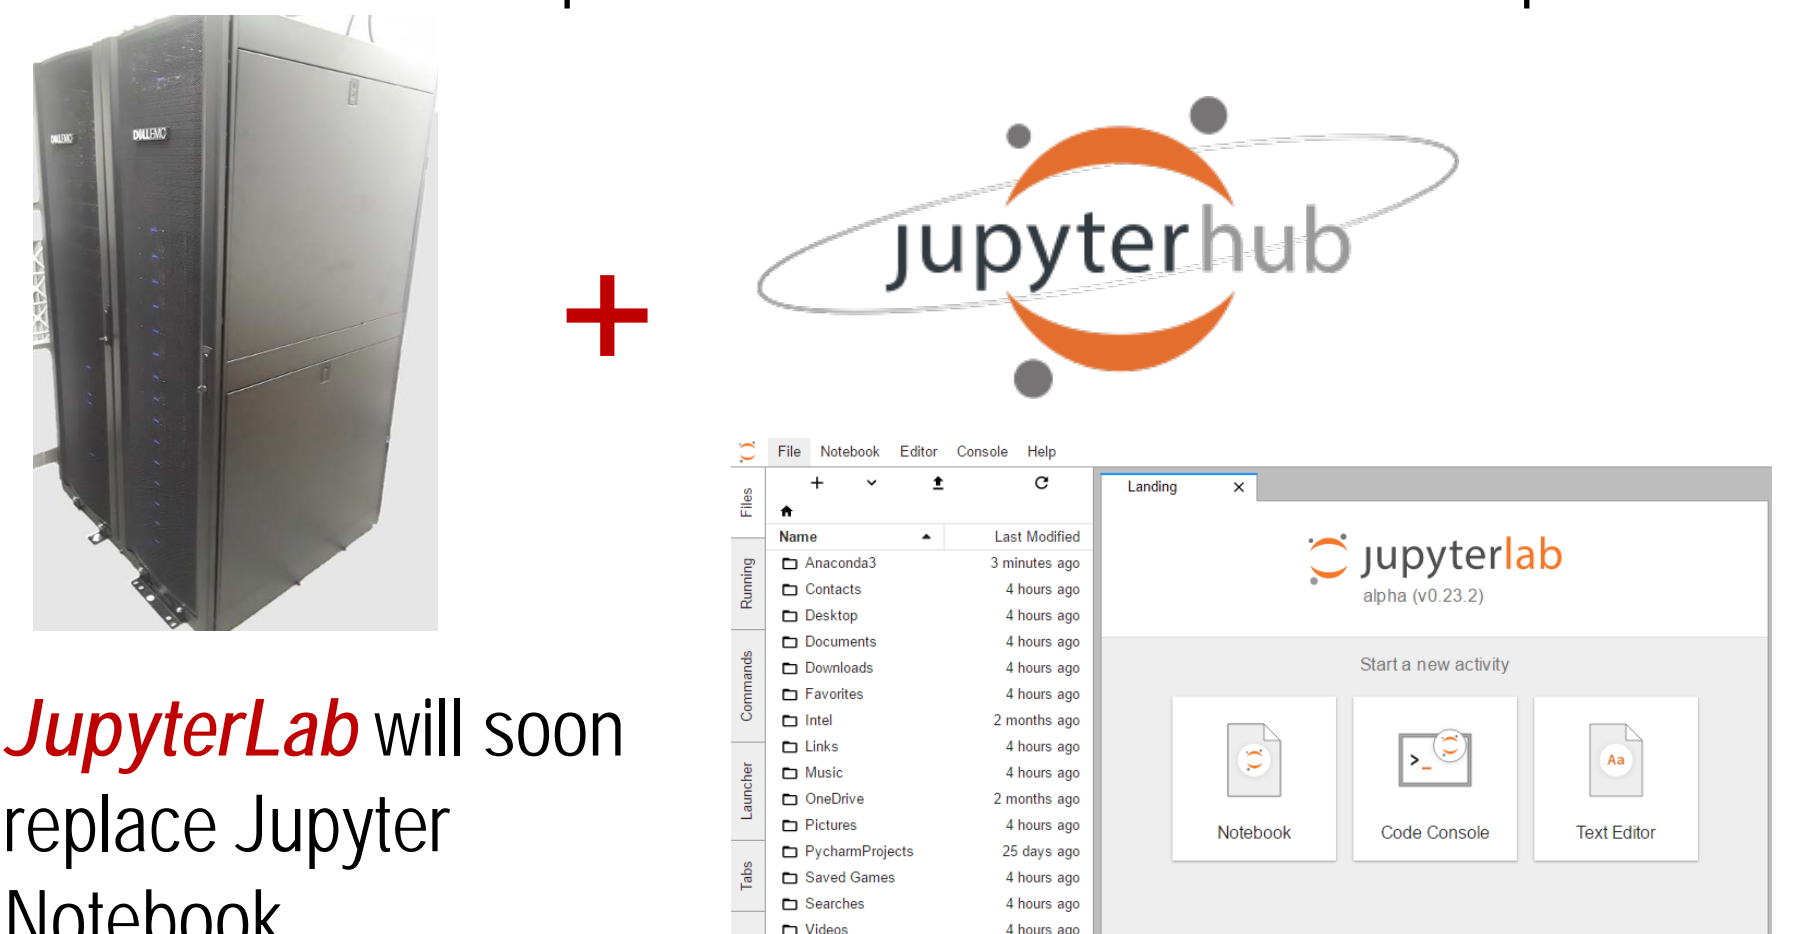 DELLEMC
DELLEMC
jupyterhub
JupyterLab will soon
replace Jupyter
Notebook
File Notebook Editor Console Help
Files
Running
Commands
Launcher
Tabs
Name Last Modified
Anaconda3 3 minutes ago
Contacts 4 hours ago
Desktop 4 hours ago
Documents 4 hours ago
Downloads 4 hours ago
Favorites 4 hours ago
Intel 2 months ago
Links 4 hours ago
Music 4 hours ago
OneDrive 2 months ago
Pictures 4 hours ago
PycharmProjects 25 days ago
Saved Games 4 hours ago
Searches 4 hours ago
Videos 4 hours ago
Landing
jupyterlab
alpha (v0.23.2)
Start a new activity
Notebook Code Console Text Editor
>_
Aa